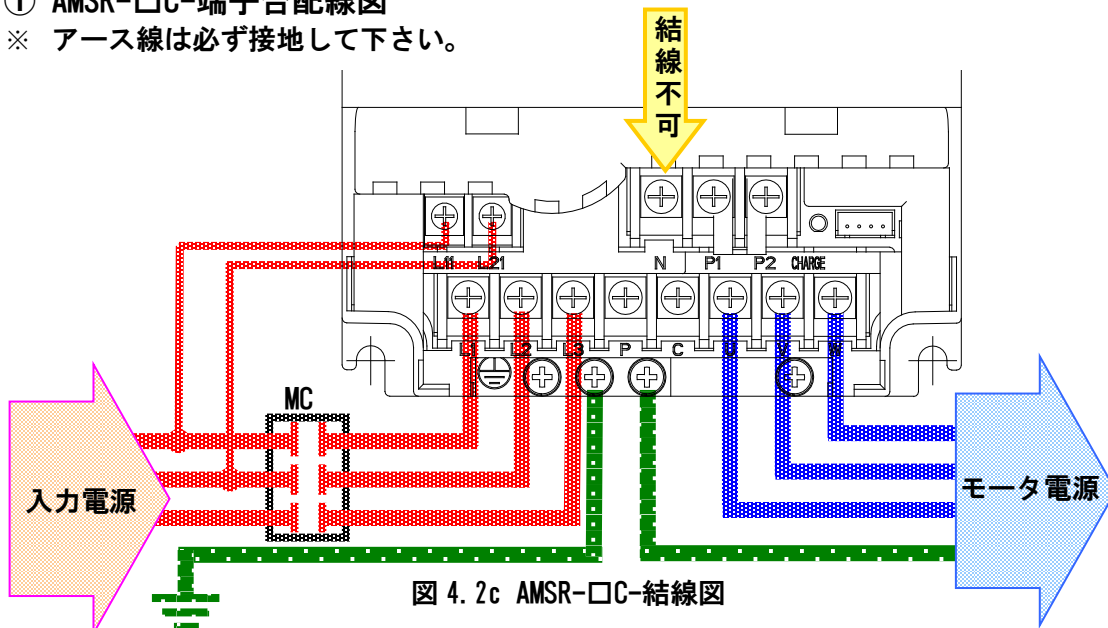 ① AMSR-□C-端子台配線図
※ アース線は必ず接地して下さい。
結線不可
L11 L21 N P1 P2 CHARGE
L1 L2 L3 P C U V W
MC
入力電源
モータ電源
図 4.2c AMSR-□C-結線図